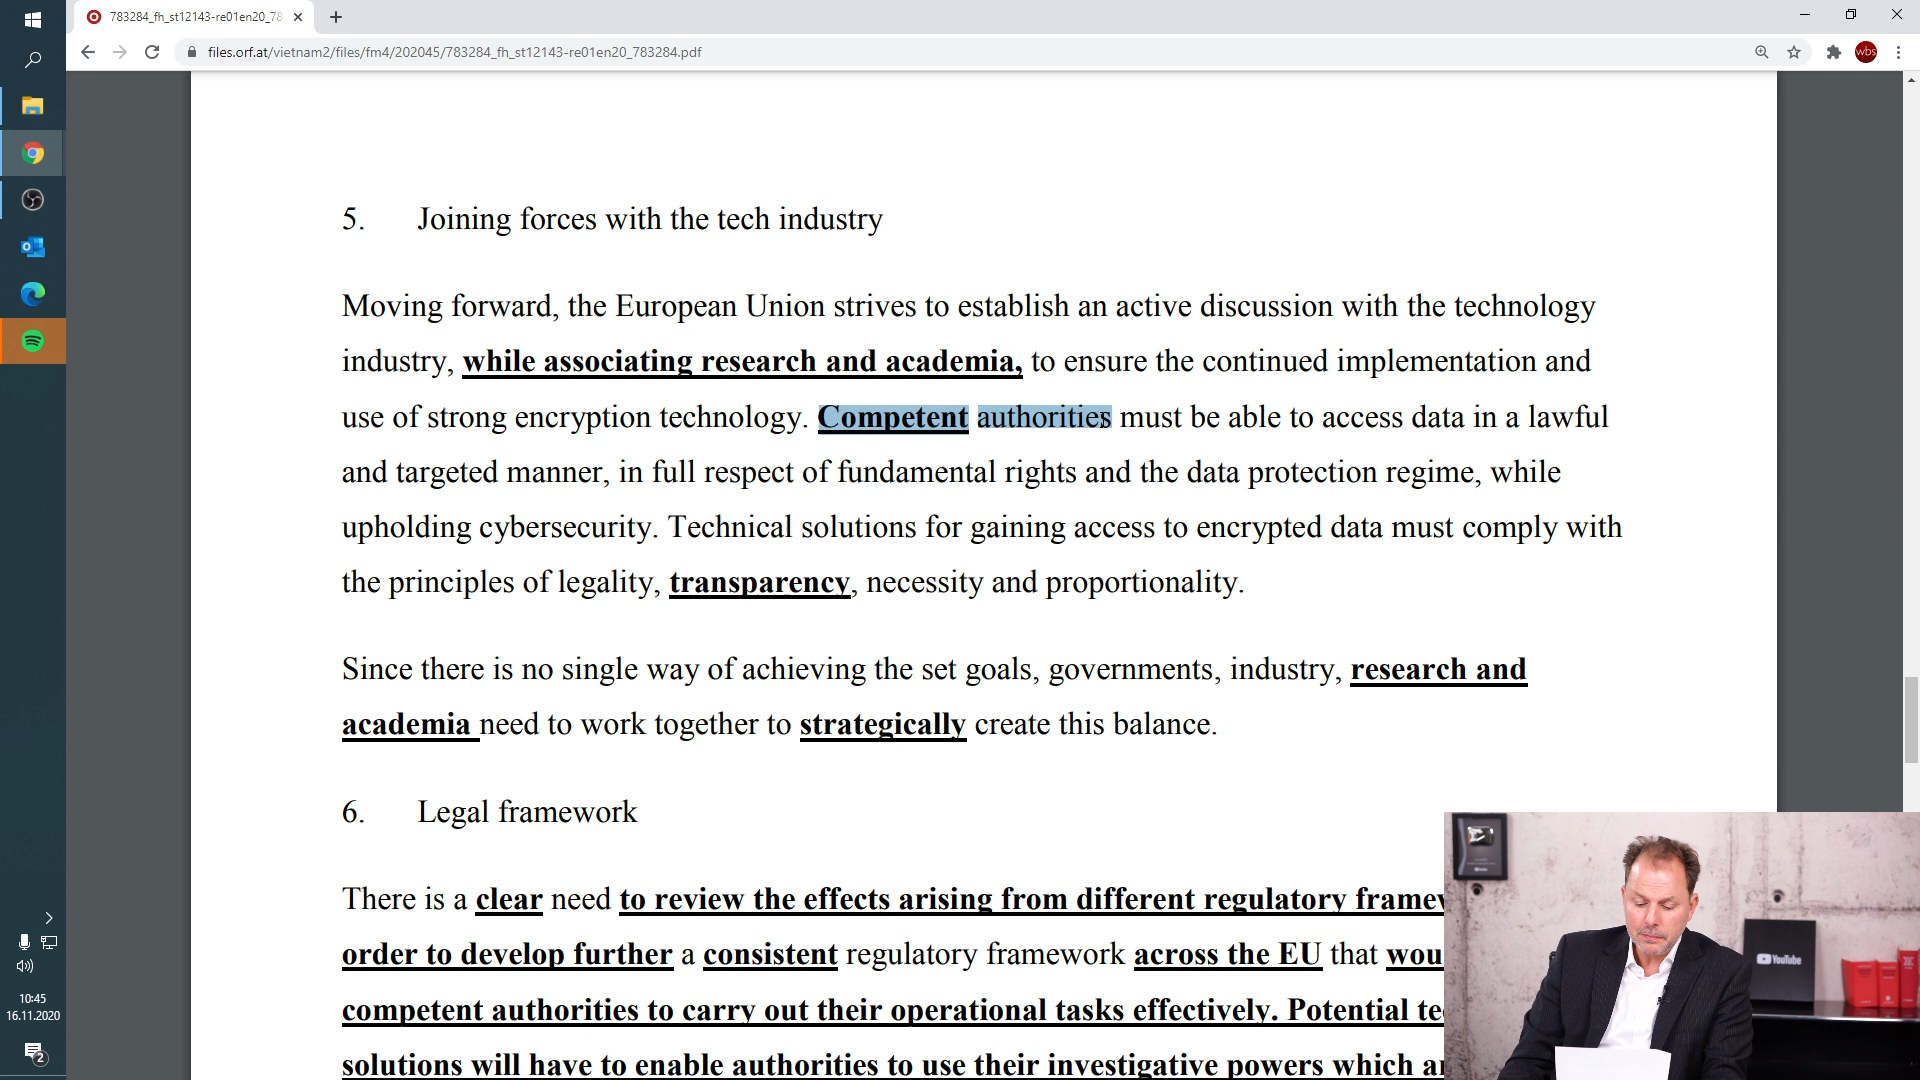 783284_fh_st12143-re01en20_78
files.orf.at/vietnam2/files/fm4/202045/783284_fh_st12143-re01en20_783284.pdf
wbs
5. Joining forces with the tech industry
Moving forward, the European Union strives to establish an active discussion with the technology
industry, while associating research and academia, to ensure the continued implementation and
use of strong encryption technology. Competent authorities must be able to access data in a lawful
and targeted manner, in full respect of fundamental rights and the data protection regime, while
upholding cybersecurity. Technical solutions for gaining access to encrypted data must comply with
the principles of legality, transparency, necessity and proportionality.
Since there is no single way of achieving the set goals, governments, industry, research and
academia need to work together to strategically create this balance.
6. Legal framework
There is a clear need to review the effects arising from different regulatory frame
order to develop further a consistent regulatory framework across the EU that wou
competent authorities to carry out their operational tasks effectively. Potential te
solutions will have to enable authorities to use their investigative powers which a
YouTube
10:45
16.11.2020
2